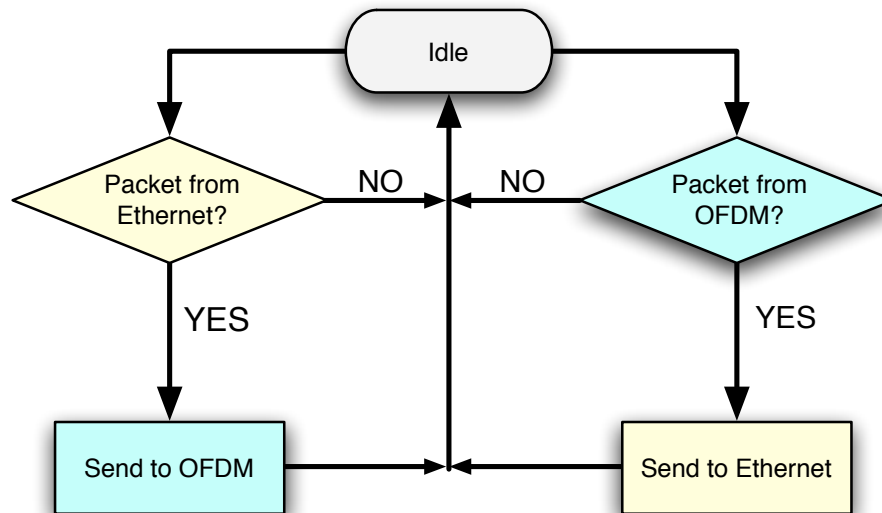 Idle
Packet from
Ethernet?
NO
NO
Packet from
OFDM?
YES
YES
Send to OFDM
Send to Ethernet